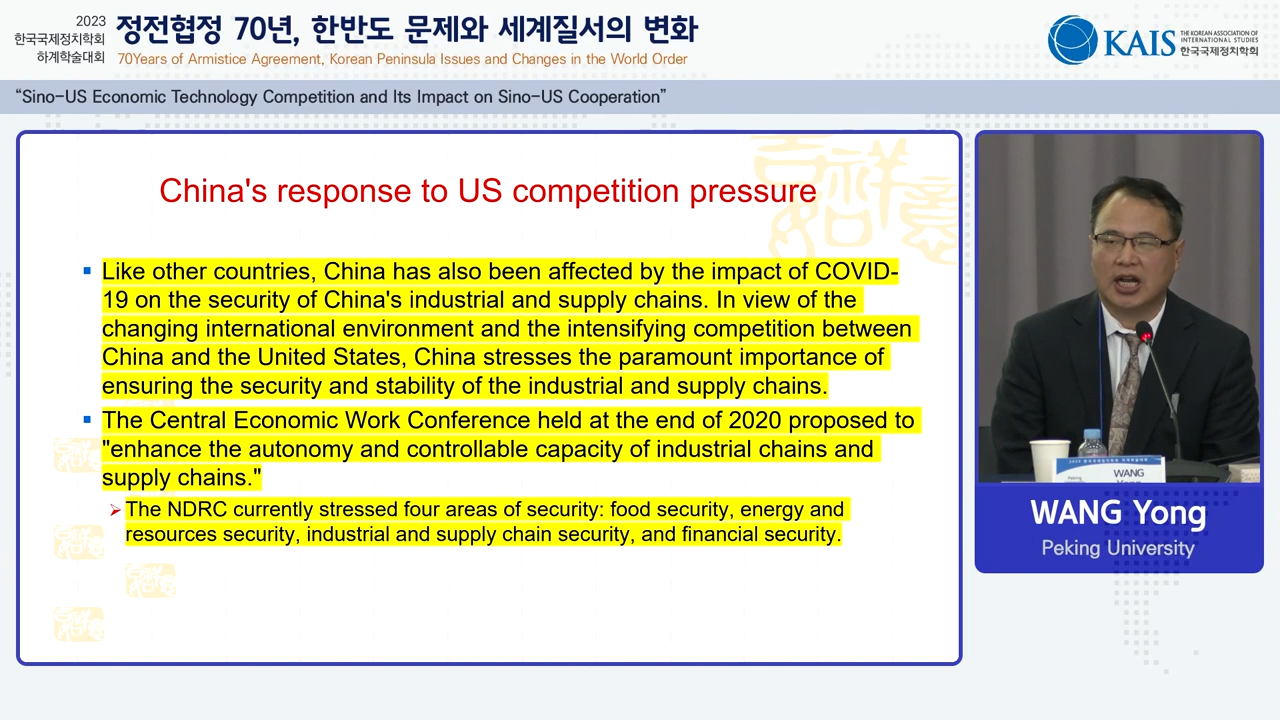 2023
한국국제정치학회
하계학술대회
정전협정 70년, 한반도 문제와 세계질서의 변화
70Years of Armistice Agreement, Korean Peninsula Issues and Changes in the World Order
KAIS
THE KOREAN ASSOCIATION OF
INTERNATIONAL STUDIES
한국국제정치학회
“Sino-US Economic Technology Competition and Its Impact on Sino-US Cooperation”
China's response to US competition pressure
Like other countries, China has also been affected by the impact of COVID-
19 on the security of China's industrial and supply chains. In view of the
changing international environment and the intensifying competition between
China and the United States, China stresses the paramount importance of
ensuring the security and stability of the industrial and supply chains.
The Central Economic Work Conference held at the end of 2020 proposed to
"enhance the autonomy and controllable capacity of industrial chains and
supply chains."
The NDRC currently stressed four areas of security: food security, energy and
resources security, industrial and supply chain security, and financial security.
WANG
WANG Yong
Peking University